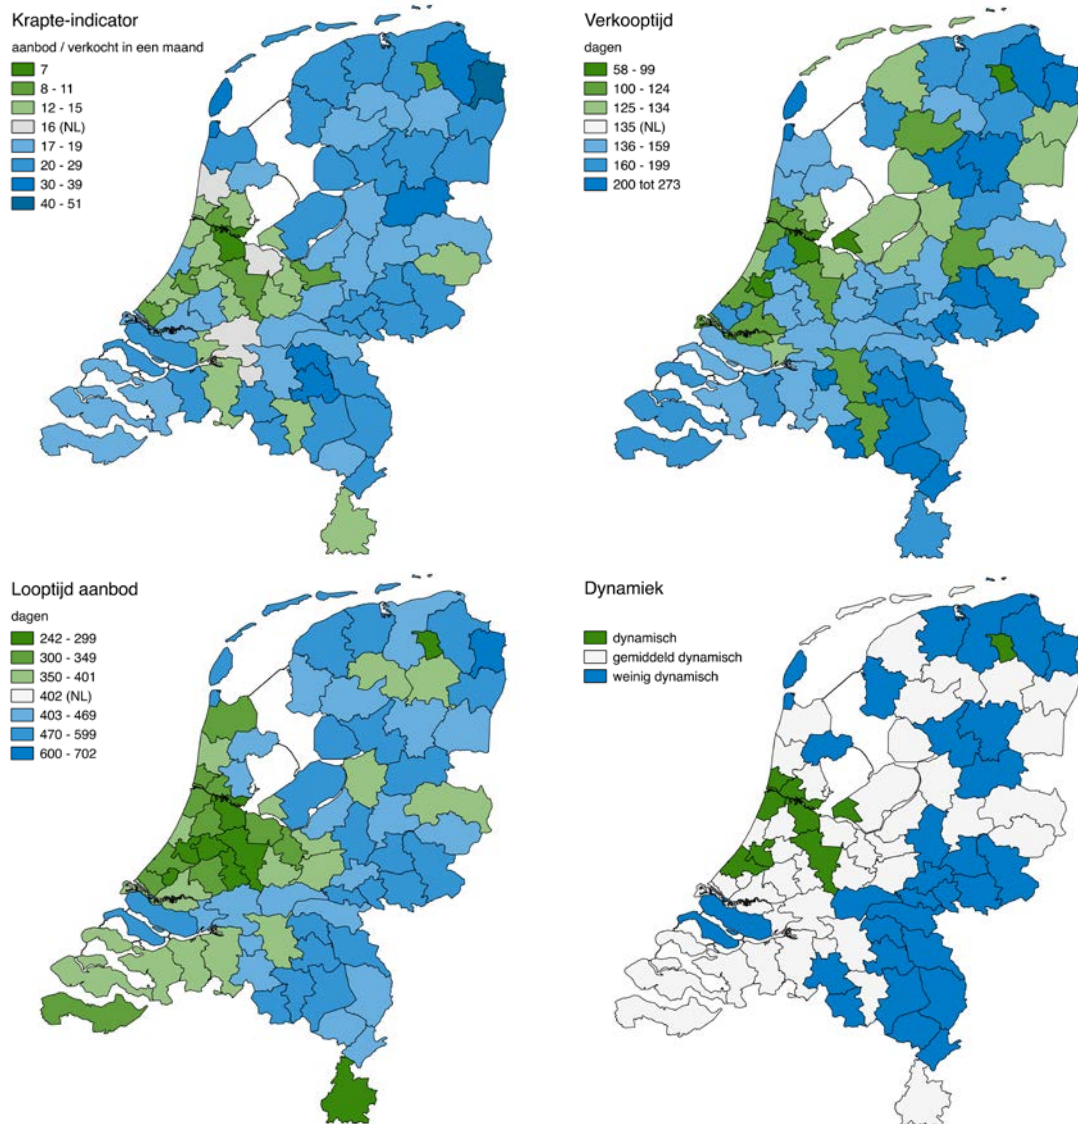 Krapte-indicator
aanbod / verkocht in een maand
7
8 - 11
12 - 15
16 (NL)
17 - 19
20 - 29
30 - 39
40 - 51
Verkooptijd
dagen
58 - 99
100 - 124
125 - 134
135 (NL)
136 - 159
160 - 199
200 tot 273
Looptijd aanbod
dagen
242 - 299
300 - 349
350 - 401
402 (NL)
403 - 469
470 - 599
600 - 702
Dynamiek
dynamisch
gemiddeld dynamisch
weinig dynamisch